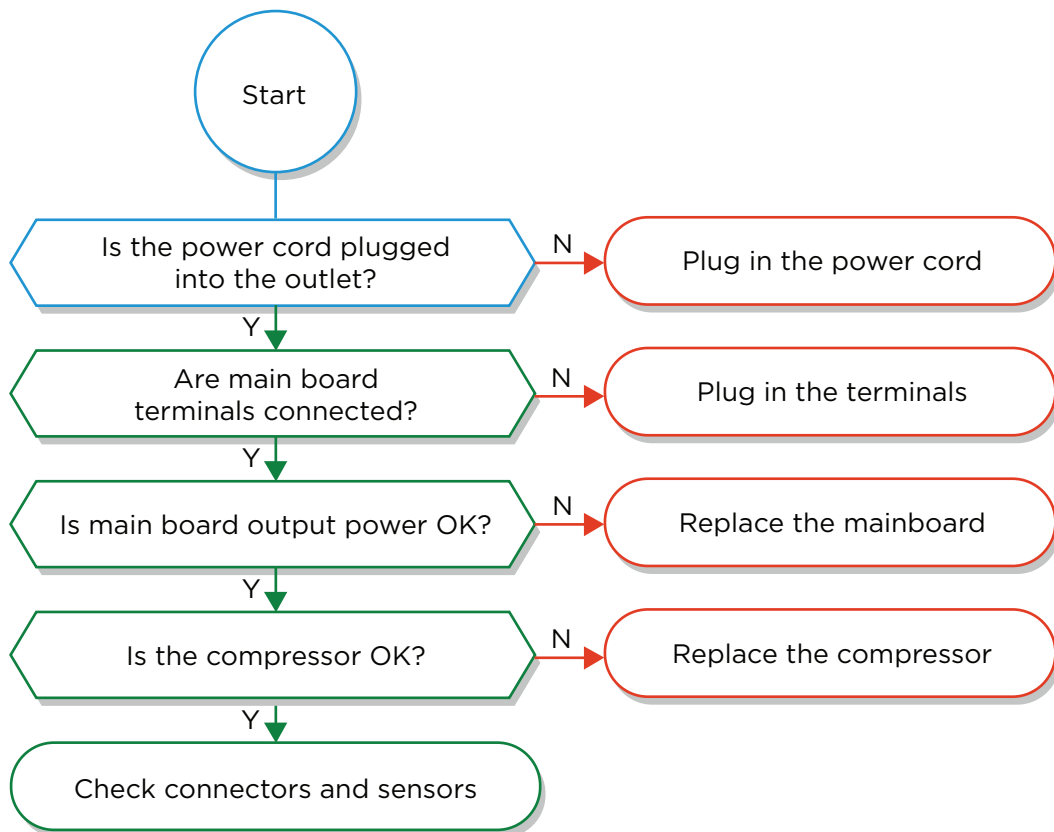 Start
Is the power cord plugged
into the outlet?
N
Plug in the power cord
Y
Are main board
terminals connected?
N
Plug in the terminals
Y
Is main board output power OK?
N
Replace the mainboard
Y
Is the compressor OK?
N
Replace the compressor
Y
Check connectors and sensors